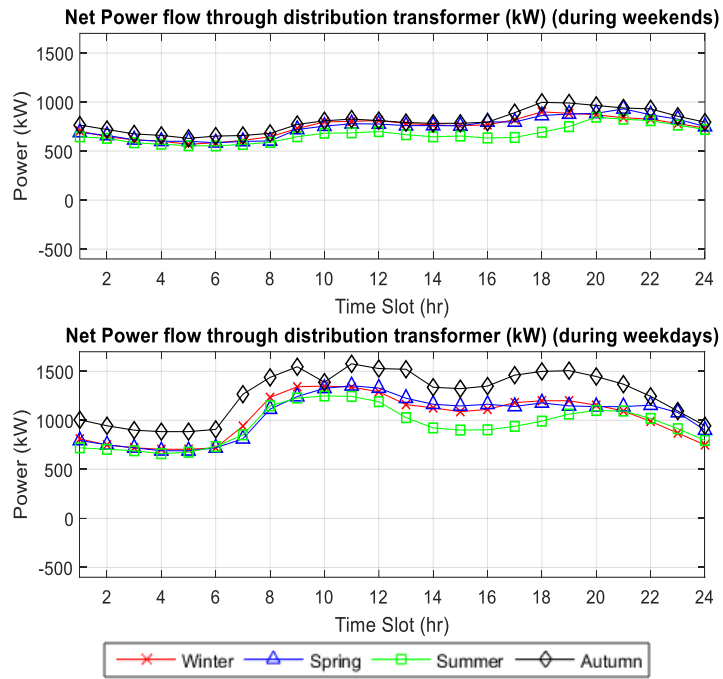 Net Power flow through distribution transformer (kW) (during weekends)
1500
1000
500
0
-500
Power (kW)
2 4 6 8 10 12 14 16 18 20 22 24
Time Slot (hr)
Net Power flow through distribution transformer (kW) (during weekdays)
1500
1000
500
0
-500
Power (kW)
2 4 6 8 10 12 14 16 18 20 22 24
Time Slot (hr)
Winter Spring Summer Autumn